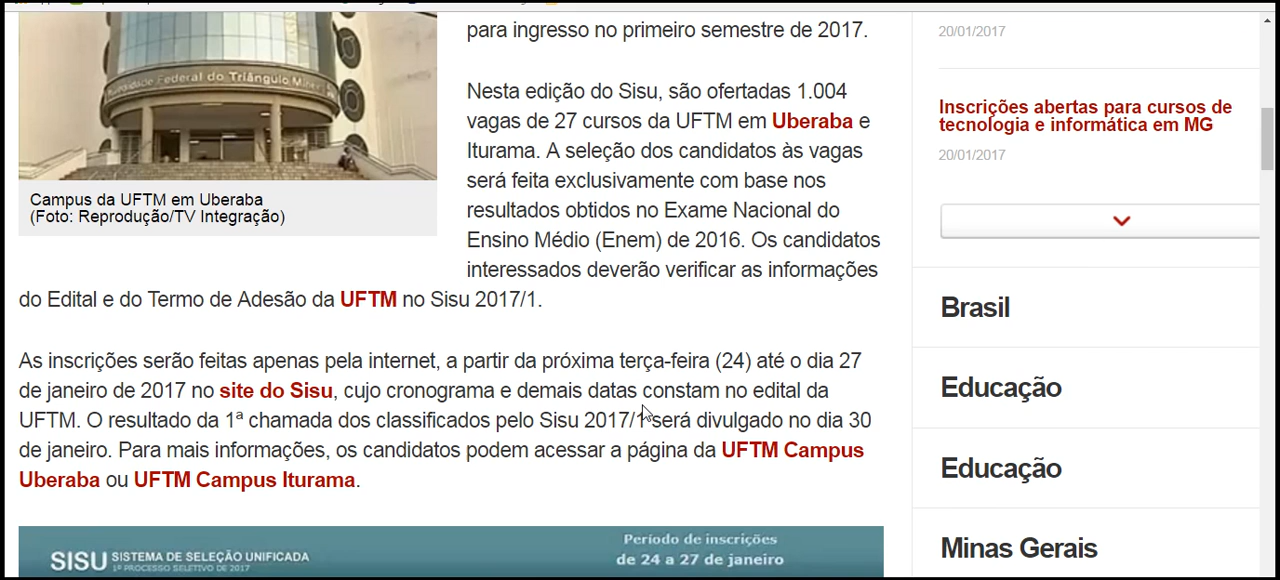 Universidade Federal do Triângulo Mineiro
Campus da UFTM em Uberaba
(Foto: Reprodução/TV Integração)
para ingresso no primeiro semestre de 2017.
Nesta edição do Sisu, são ofertadas 1.004
vagas de 27 cursos da UFTM em Uberaba e
Iturama. A seleção dos candidatos às vagas
será feita exclusivamente com base nos
resultados obtidos no Exame Nacional do
Ensino Médio (Enem) de 2016. Os candidatos
interessados deverão verificar as informações
do Edital e do Termo de Adesão da UFTM no Sisu 2017/1.
As inscrições serão feitas apenas pela internet, a partir da próxima terça-feira (24) até o dia 27
de janeiro de 2017 no site do Sisu, cujo cronograma e demais datas constam no edital da
UFTM. O resultado da 1ª chamada dos classificados pelo Sisu 2017/1 será divulgado no dia 30
de janeiro. Para mais informações, os candidatos podem acessar a página da UFTM Campus
Uberaba ou UFTM Campus Iturama.
SISU SISTEMA DE SELEÇÃO UNIFICADA
1º PROCESSO SELETIVO DE 2017
Período de inscrições
de 24 a 27 de janeiro
20/01/2017
Inscrições abertas para cursos de
tecnologia e informática em MG
20/01/2017
Brasil
Educação
Educação
Minas Gerais